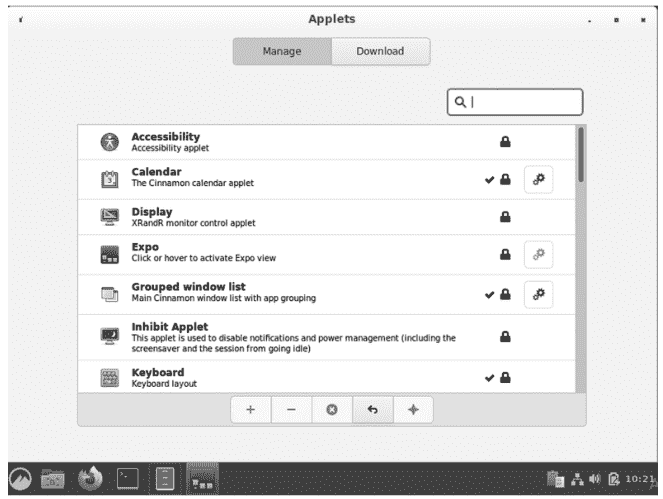 Applets
Manage
Download
Accessibility
Accessibility applet
Calendar
The Cinnamon calendar applet
Display
XRandR monitor control applet
Expo
Click or hover to activate Expo view
Grouped window list
Main Cinnamon window list with app grouping
Inhibit Applet
This applet is used to disable notifications and power management (including the
screensaver and the session from going idle)
Keyboard
Keyboard layout
10:21